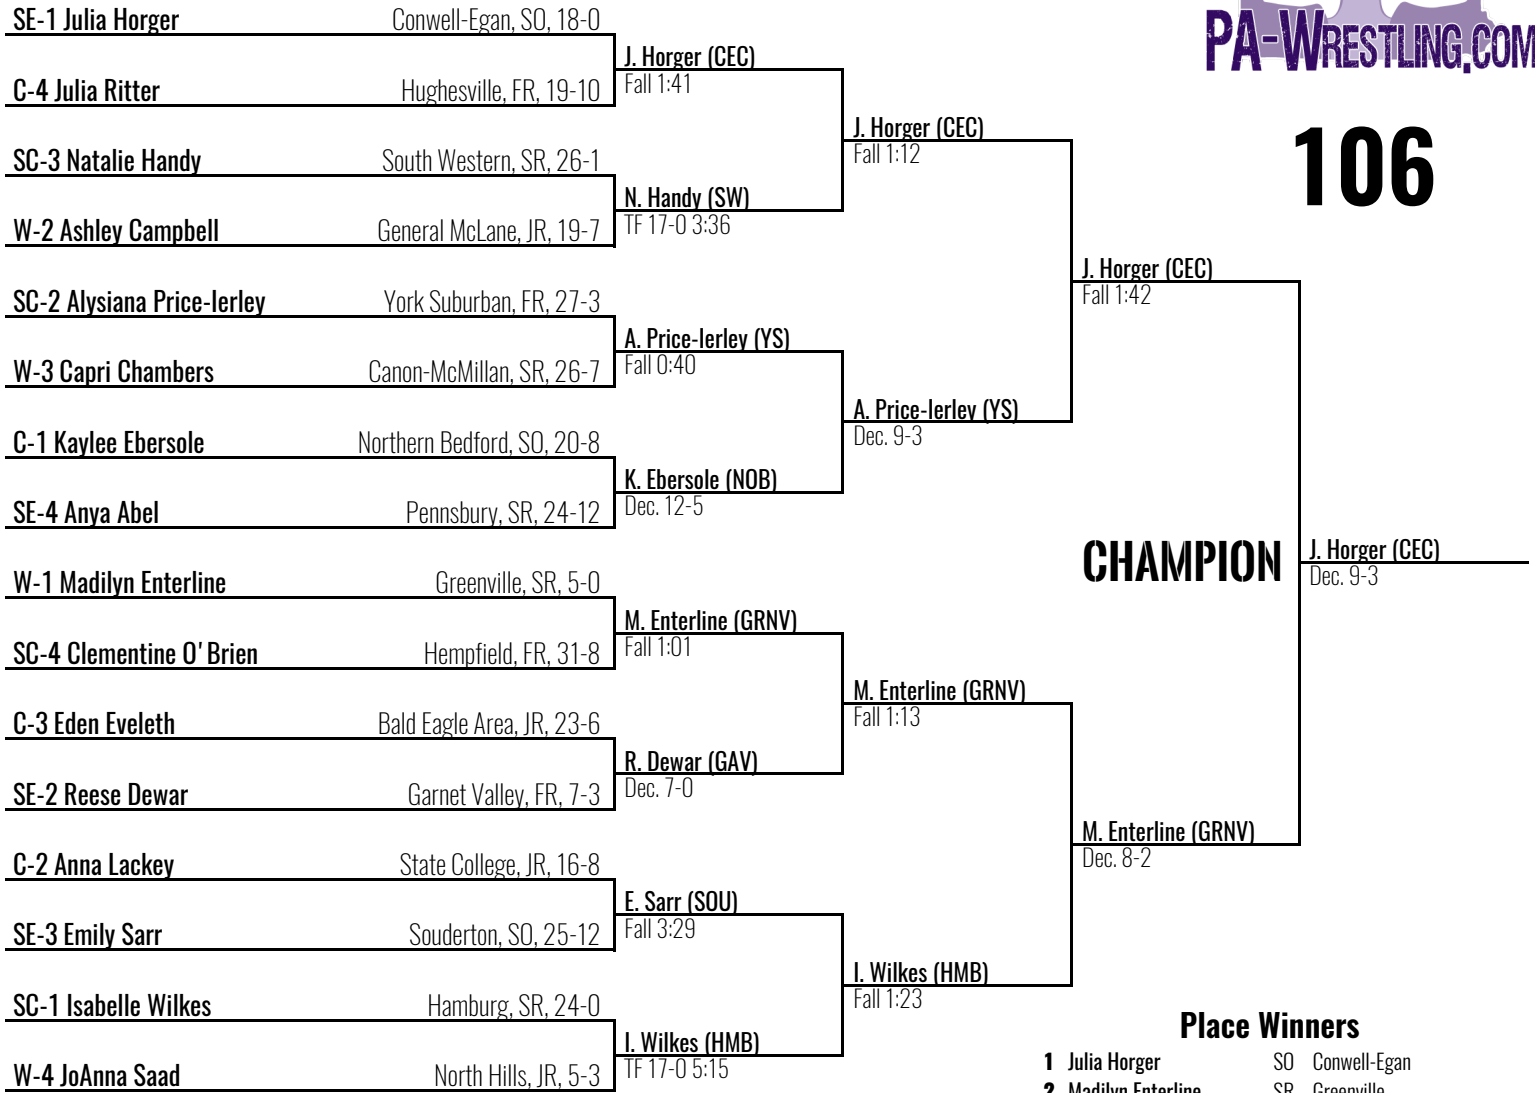 SE-1 Julia Horger Conwell-Egan, SO, 18-0
J. Horger (CEC)
Fall 1:41
C-4 Julia Ritter Hughesville, FR, 19-10
PA-WRESTLING.COM
106
J. Horger (CEC)
Fall 1:12
SC-3 Natalie Handy South Western, SR, 26-1
N. Handy (SW)
TF 17-0 3:36
W-2 Ashley Campbell General McLane, JR, 19-7
J. Horger (CEC)
Fall 1:42
SC-2 Alysiana Price-Ierley York Suburban, FR, 27-3
A. Price-Ierley (YS)
Fall 0:40
W-3 Capri Chambers Canon-McMillan, SR, 26-7
A. Price-Ierley (YS)
Dec. 9-3
C-1 Kaylee Ebersole Northern Bedford, SO, 20-8
K. Ebersole (NOB)
Dec. 12-5
SE-4 Anya Abel Pennsbury, SR, 24-12
CHAMPION
J. Horger (CEC)
Dec. 9-3
W-1 Madilyn Enterline Greenville, SR, 5-0
M. Enterline (GRNV)
Fall 1:01
SC-4 Clementine O'Brien Hempfield, FR, 31-8
M. Enterline (GRNV)
Fall 1:13
C-3 Eden Eveleth Bald Eagle Area, JR, 23-6
R. Dewar (GAV)
Dec. 7-0
SE-2 Reese Dewar Garnet Valley, FR, 7-3
M. Enterline (GRNV)
Dec. 8-2
C-2 Anna Lackey State College, JR, 16-8
E. Sarr (SOU)
Fall 3:29
SE-3 Emily Sarr Souderton, SO, 25-12
I. Wilkes (HMB)
Fall 1:23
SC-1 Isabelle Wilkes Hamburg, SR, 24-0
I. Wilkes (HMB)
TF 17-0 5:15
W-4 JoAnna Saad North Hills, JR, 5-3
Place Winners
1 Julia Horger SO Conwell-Egan
2 Madilyn Enterline SR Greenville